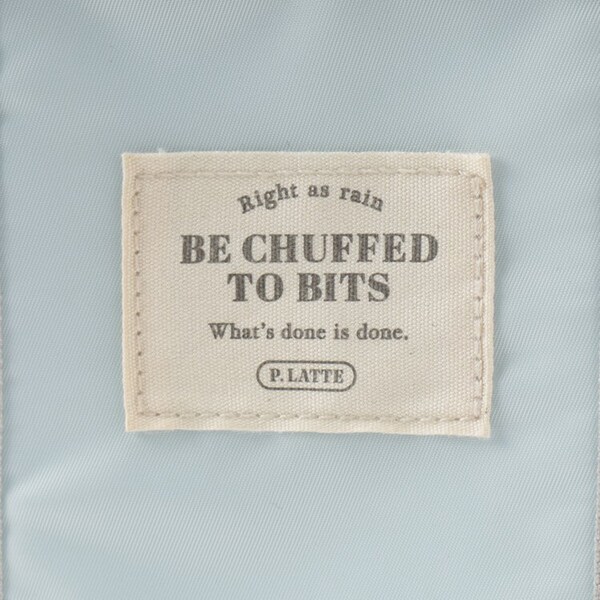 Right as rain
BE CHUFFED
TO BITS
What's done is done.
P. LATTE